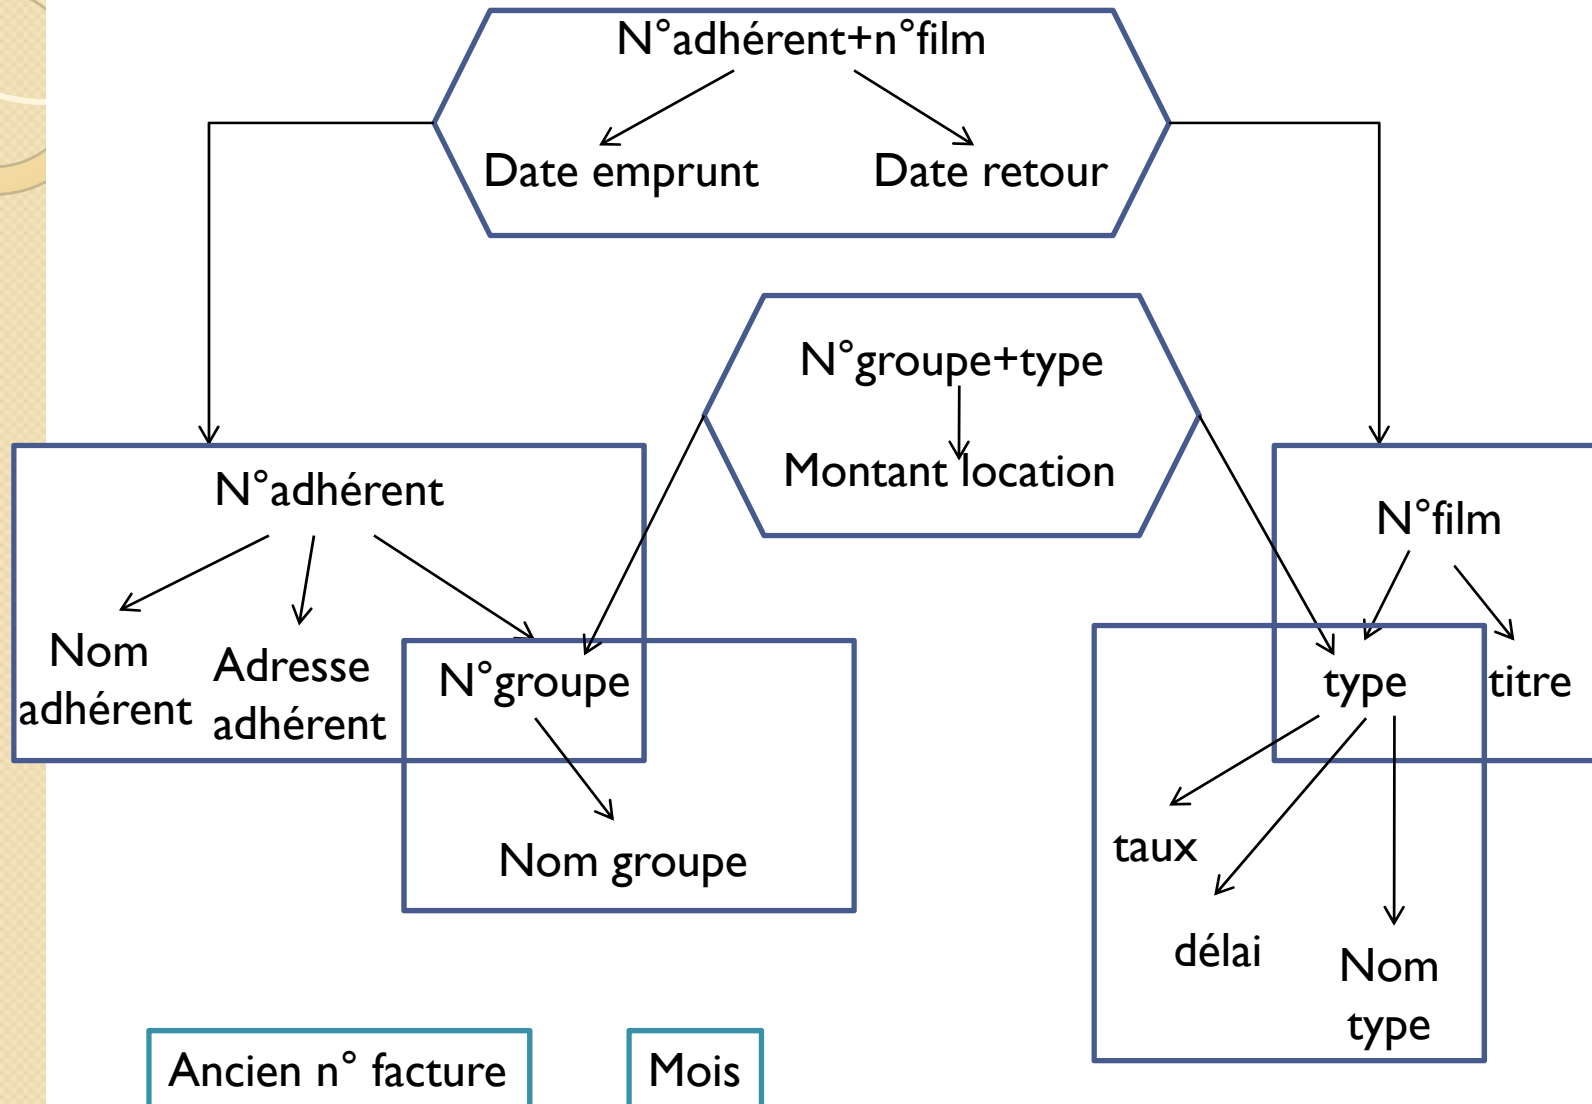 N°adhérent+n°film
Date emprunt
Date retour
N°groupe+type
Montant location
N°adhérent
N°film
Nom
adhérent
Adresse
adhérent
N°groupe
type
titre
Nom groupe
taux
délai
Nom
type
Ancien n° facture
Mois